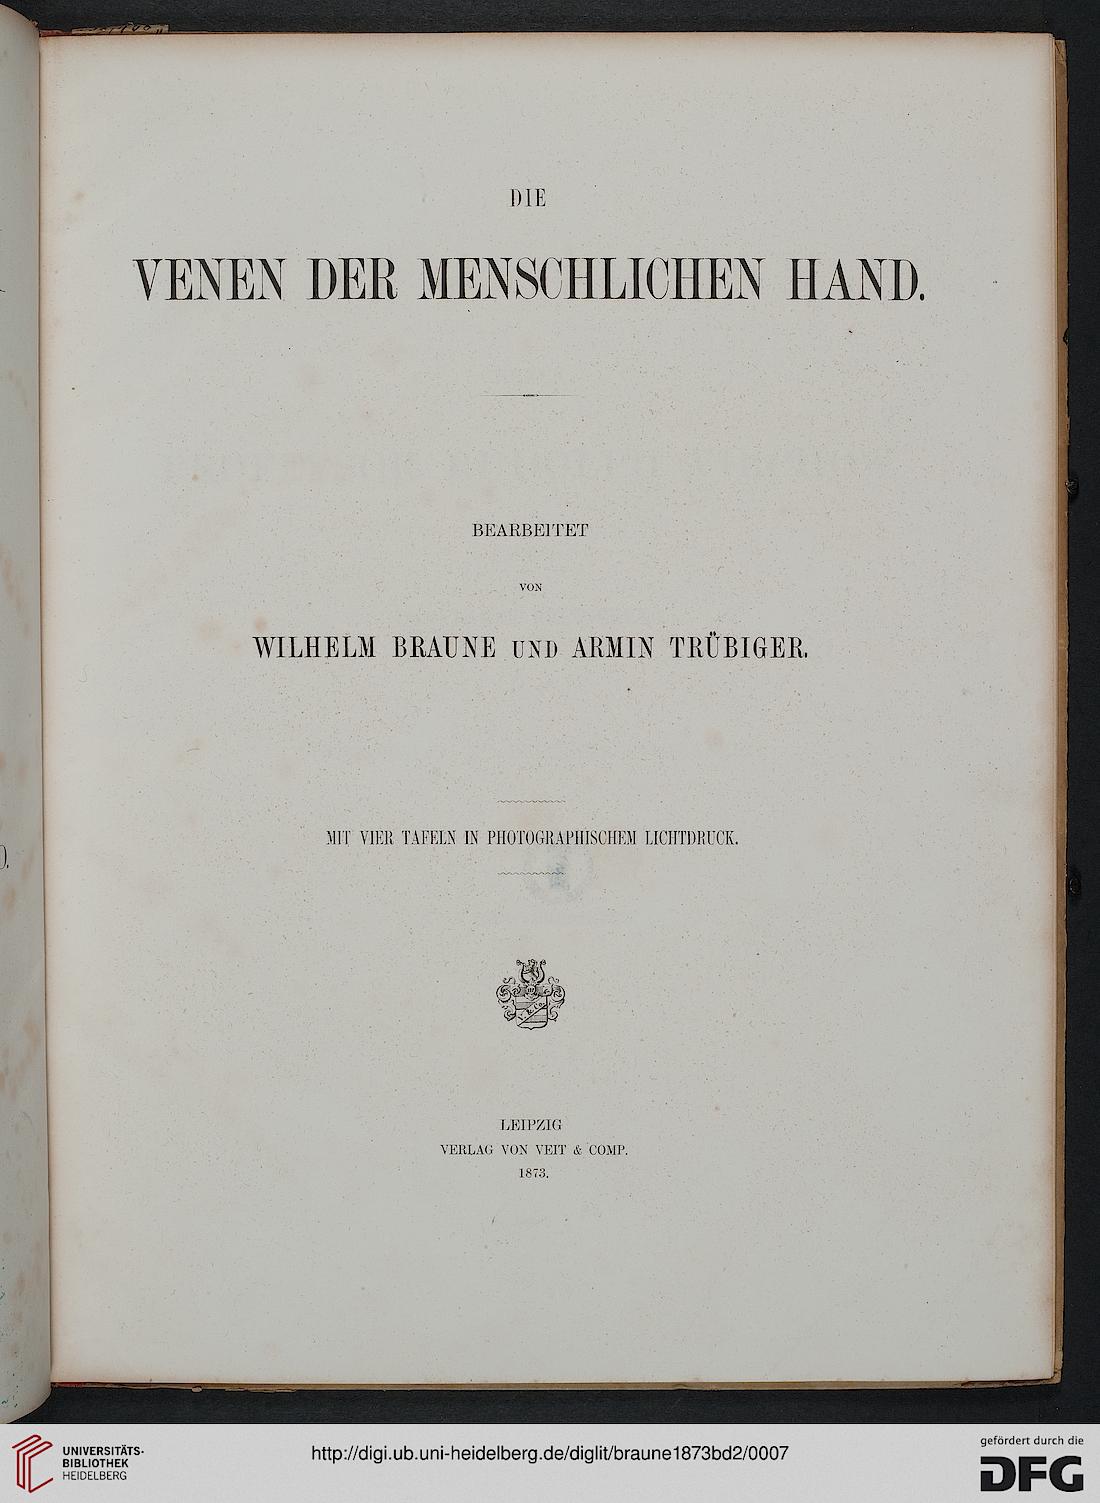 DIE
VENEN DER MENSCHLICHEN HAND.
BEARBEITET
VON
WILHELM BRAUNE UND ARMIN TRÜBIGER.
MIT VIER TAFELN IN PHOTOGRAPHISCHEM LICHTDRUCK.
V. & Co.
LEIPZIG
VERLAG VON VEIT & COMP.
1873.
UNIVERSITÄTS-
BIBLIOTHEK
HEIDELBERG
http://digi.ub.uni-heidelberg.de/diglit/braune1873bd2/0007
gefördert durch die
DFG